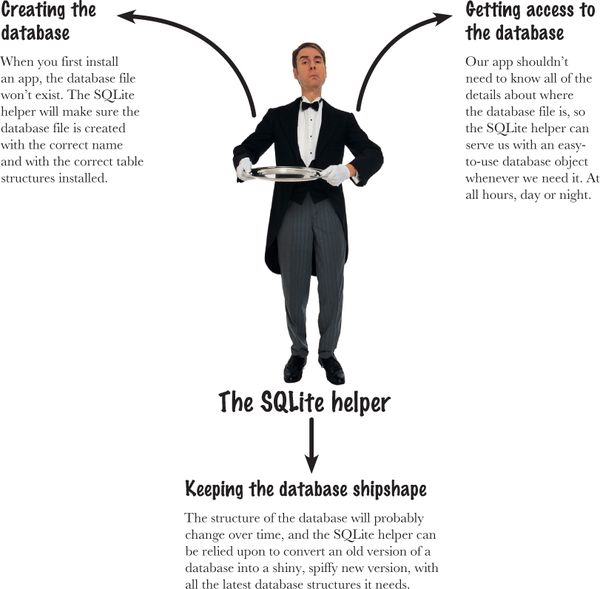 Creating the
database
When you first install
an app, the database file
won't exist. The SQLite
helper will make sure the
database file is created
with the correct name
and with the correct table
structures installed.
Getting access to
the database
Our app shouldn't
need to know all of the
details about where
the database file is, so
the SQLite helper can
serve us with an easy-
to-use database object
whenever we need it. At
all hours, day or night.
The SQLite helper
Keeping the database shipshape
The structure of the database will probably
change over time, and the SQLite helper can
be relied upon to convert an old version of a
database into a shiny, spiffy new version, with
all the latest database structures it needs.